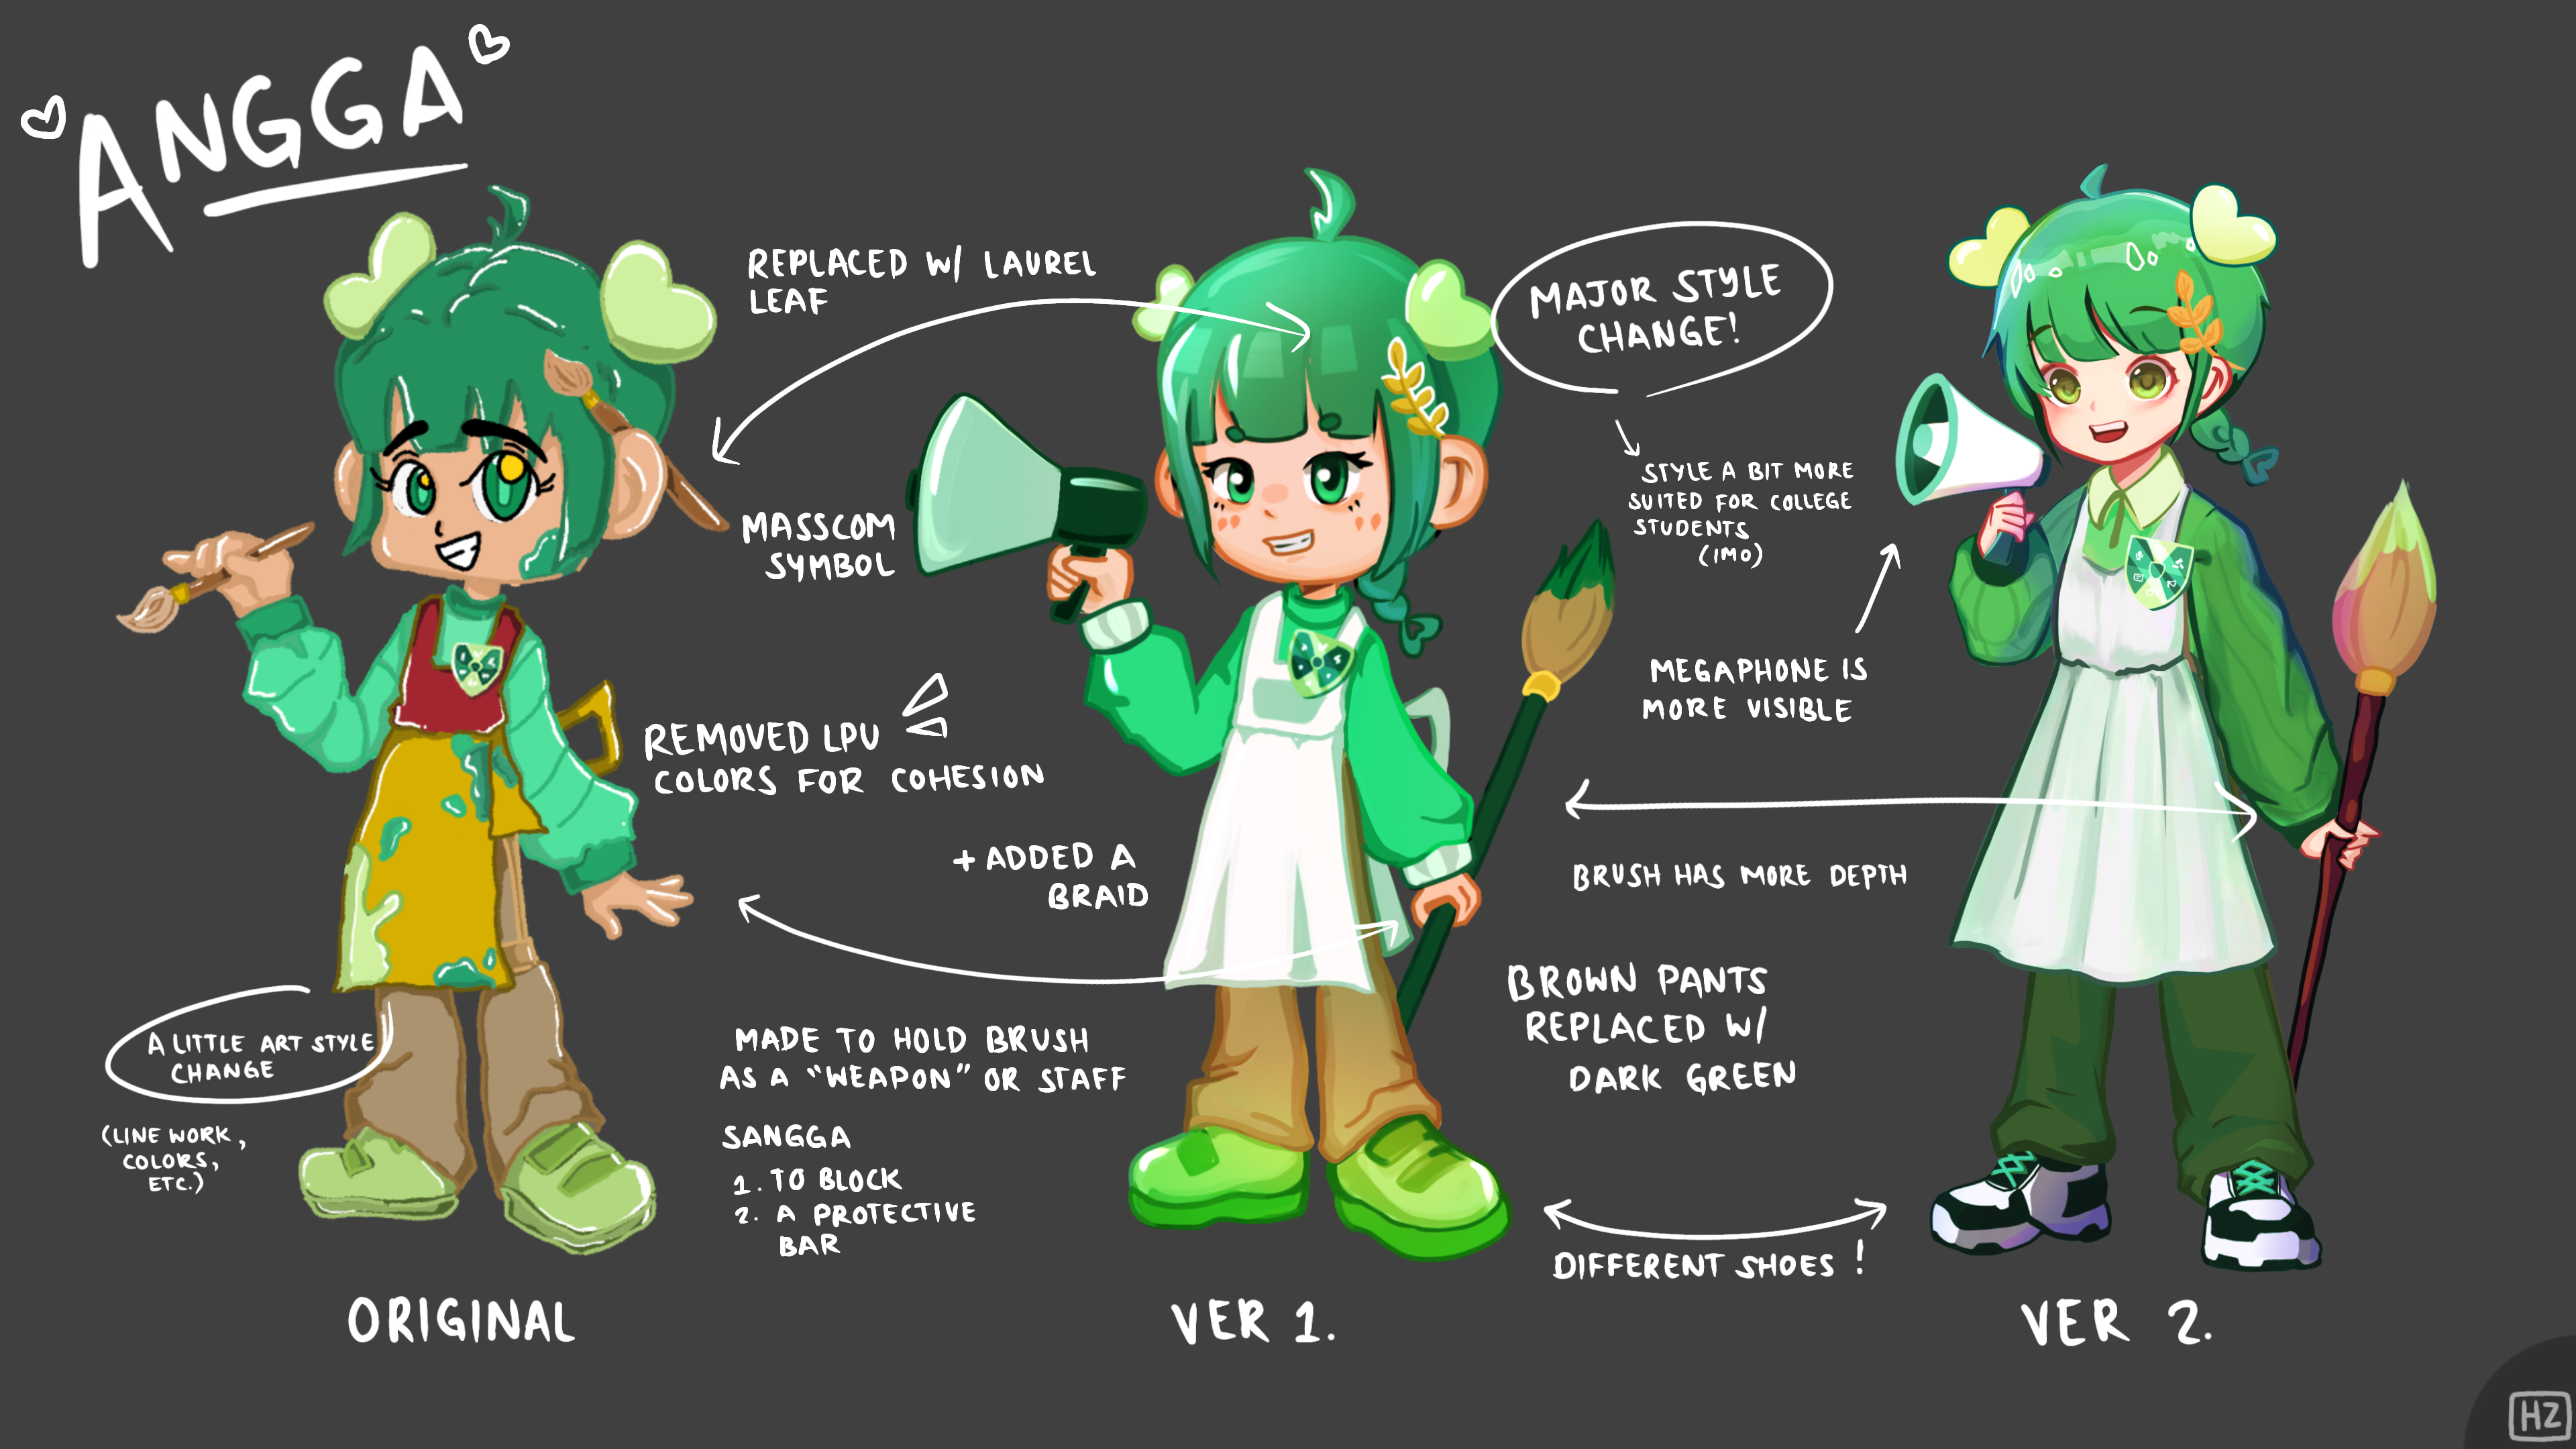 ANGGA
REPLACED W/ LAUREL
LEAF
MASSCOM
SYMBOL
REMOVED LPU
COLORS FOR COHESION
+ ADDED A
BRAID
A LITTLE ART STYLE
CHANGE
(LINE WORK,
COLORS,
ETC.)
MADE TO HOLD BRUSH
AS A "WEAPON" OR STAFF
SANGGA
1. TO BLOCK
2. A PROTECTIVE
BAR
MAJOR STYLE
CHANGE!
STYLE A BIT MORE
SUITED FOR COLLEGE
STUDENTS
(IMO)
MEGAPHONE IS
MORE VISIBLE
BRUSH HAS MORE DEPTH
BROWN PANTS
REPLACED W/
DARK GREEN
DIFFERENT SHOES !
ORIGINAL
VER 1.
VER 2.
HZ